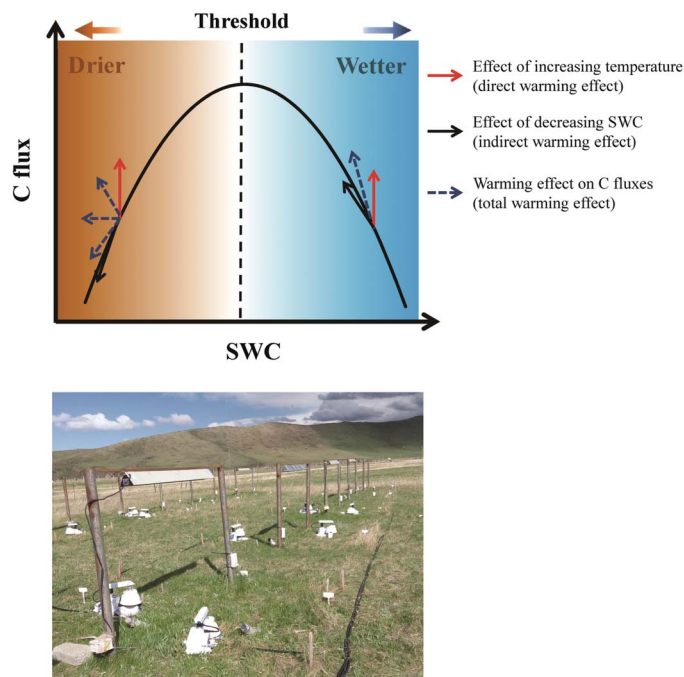 Threshold
Drier
Wetter
C flux
SWC
Effect of increasing temperature
(direct warming effect)
Effect of decreasing SWC
(indirect warming effect)
Warming effect on C fluxes
(total warming effect)